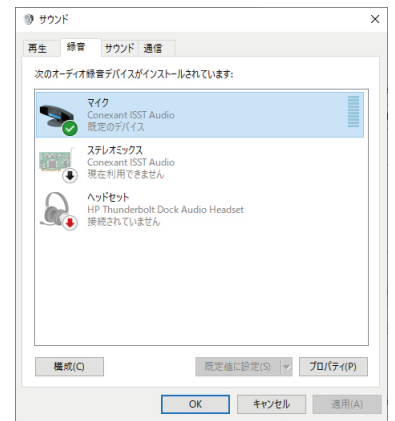 サウンド
再生 録音 サウンド 通信
次のオーディオ録音デバイスがインストールされています:
マイク
Conexant ISST Audio
既定のデバイス
ステレオミックス
Conexant ISST Audio
現在利用できません
ヘッドセット
HP Thunderbolt Dock Audio Headset
接続されていません
構成(C) 既定値に設定(S) プロパティ(P)
OK キャンセル 適用(A)